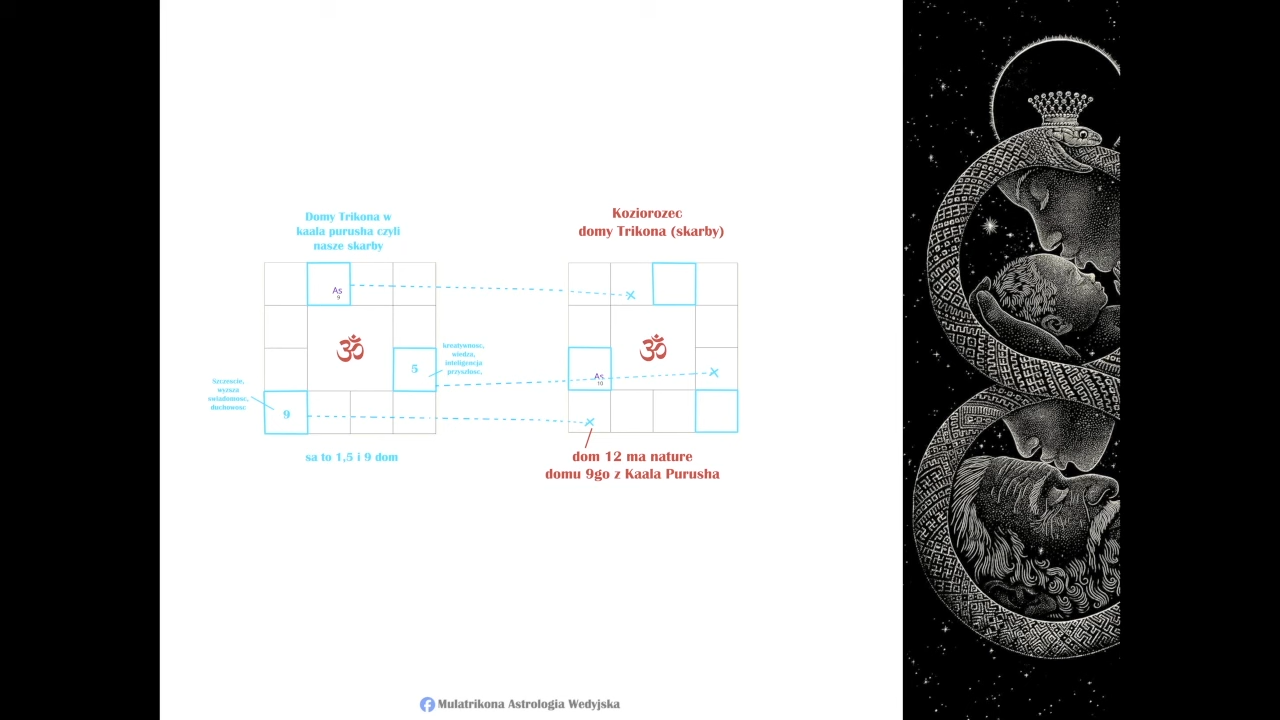 Domy Trikona w
kaala purusha czyli
nasze skarby
As
9
5
kreatywnosc,
wiedza,
inteligencja
przyszlosc,
Szczescie,
wyzsza
swiadomosc,
duchowosc
9
sa to 1,5 i 9 dom
Koziorozec
domy Trikona (skarby)
ॐ
ॐ
As
10
dom 12 ma nature
domu 9go z Kaala Purusha
Mulatrikona Astrologia Wedyjska